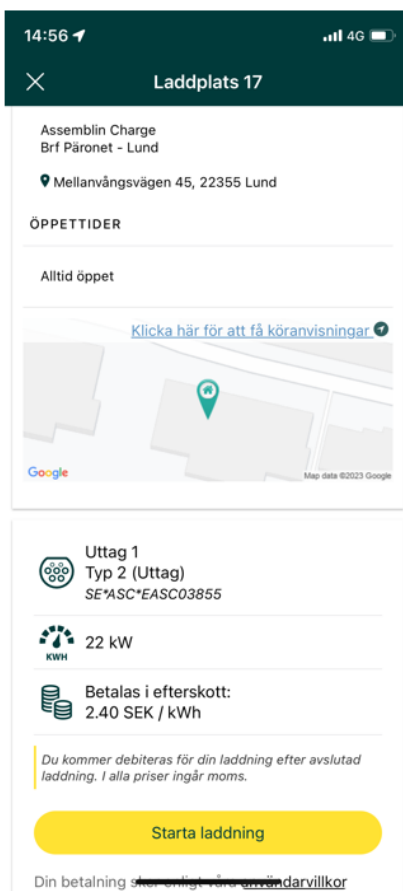 14:56
4G
Laddplats 17
Assemblin Charge
Brf Päronet - Lund
Mellanvångsvägen 45, 22355 Lund
ÖPPETTIDER
Alltid öppet
Klicka här för att få köranvisningar
Google
Map data ©2023 Google
Uttag 1
Typ 2 (Uttag)
SE*ASC*EASC03855
KWH
22 kW
Betalas i efterskott:
2.40 SEK / kWh
Du kommer debiteras för din laddning efter avslutad
laddning. I alla priser ingår moms.
Starta laddning
Din betalning sker enligt våra användarvillkor